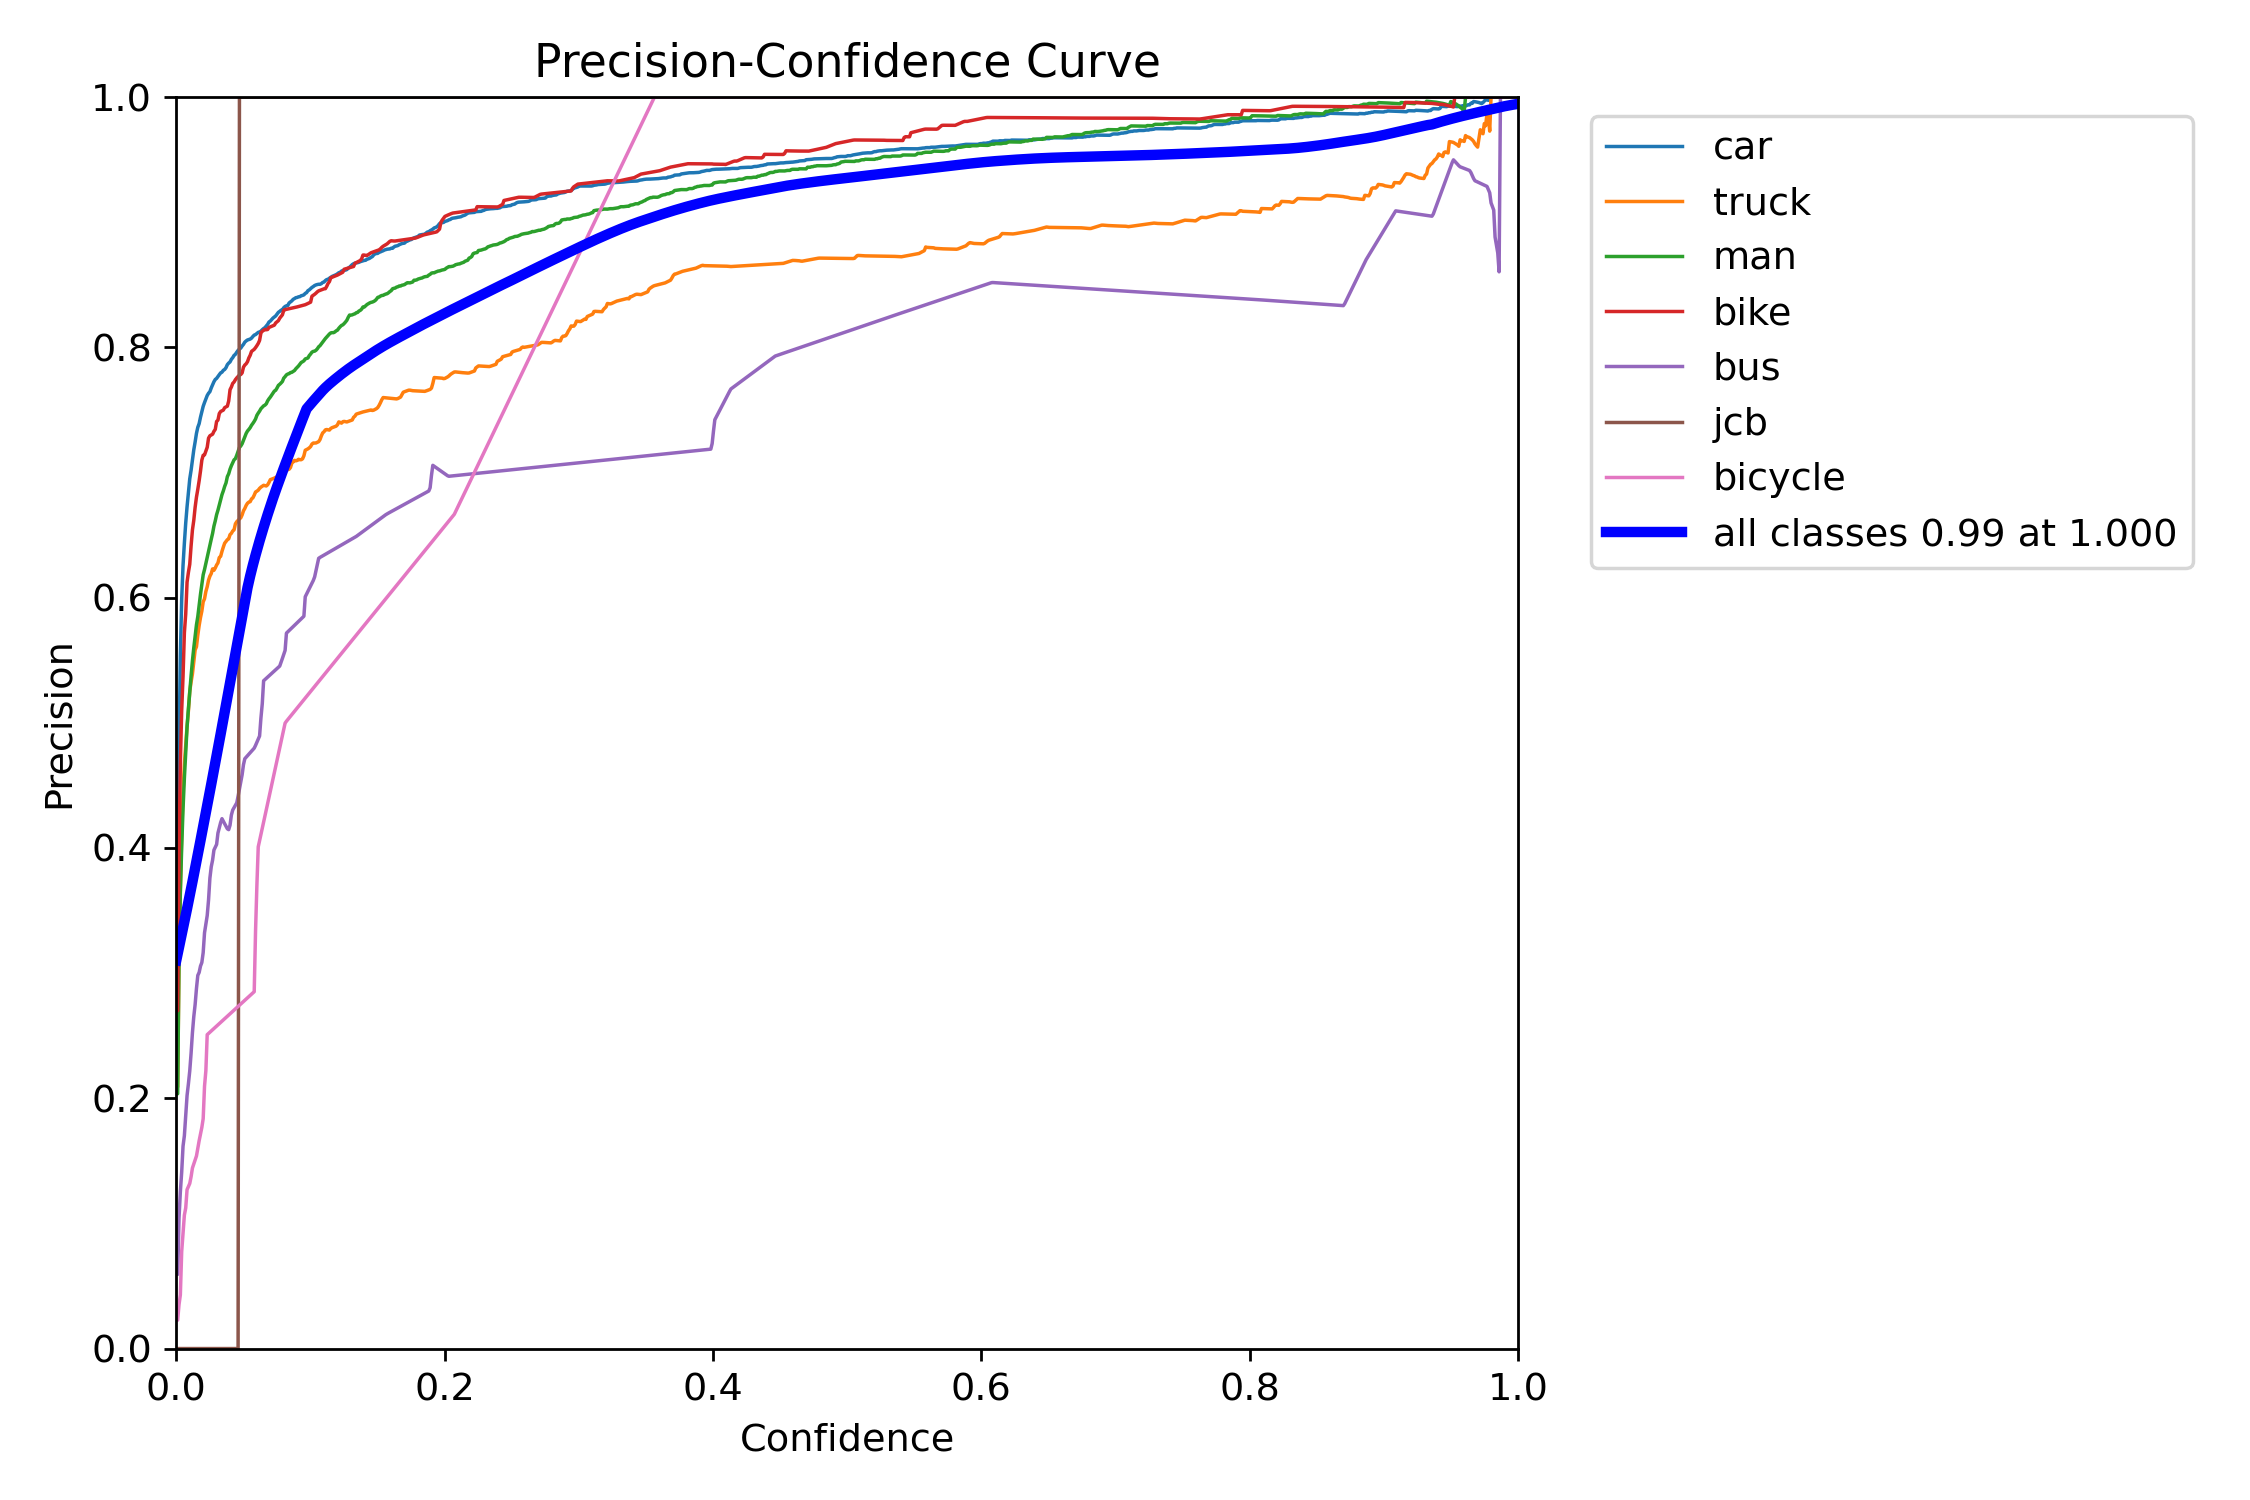 Precision-Confidence Curve
1.0
0.8
0.6
0.4
0.2
0.0
Precision
0.0 0.2 0.4 0.6 0.8 1.0
Confidence
car
truck
man
bike
bus
jcb
bicycle
all classes 0.99 at 1.000